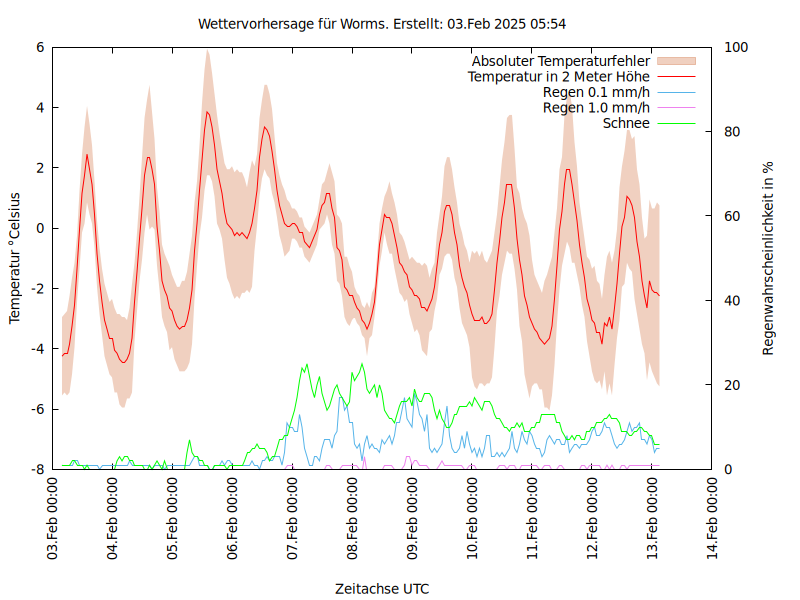 Wettervorhersage für Worms. Erstellt: 03.Feb 2025 05:54
Absoluter Temperaturfehler
Temperatur in 2 Meter Höhe
Regen 0.1 mm/h
Regen 1.0 mm/h
Schnee
Temperatur °Celsius
6
4
2
0
-2
-4
-6
-8
100
80
60
40
20
0
Regenwahrscheinlichkeit in %
03.Feb 00:00
04.Feb 00:00
05.Feb 00:00
06.Feb 00:00
07.Feb 00:00
08.Feb 00:00
09.Feb 00:00
10.Feb 00:00
11.Feb 00:00
12.Feb 00:00
13.Feb 00:00
14.Feb 00:00
Zeitachse UTC